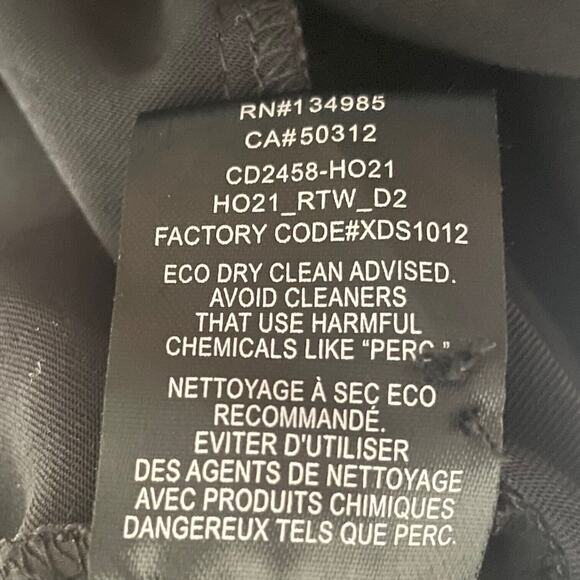 RN#134985
CA#50312
CD2458-HO21
HO21_RTW_D2
FACTORY CODE#XDS1012
ECO DRY CLEAN ADVISED.
AVOID CLEANERS
THAT USE HARMFUL
CHEMICALS LIKE “PERC.”
NETTOYAGE À SEC ECO
RECOMMANDÉ.
EVITER D'UTILISER
DES AGENTS DE NETTOYAGE
AVEC PRODUITS CHIMIQUES
DANGEREUX TELS QUE PERC.